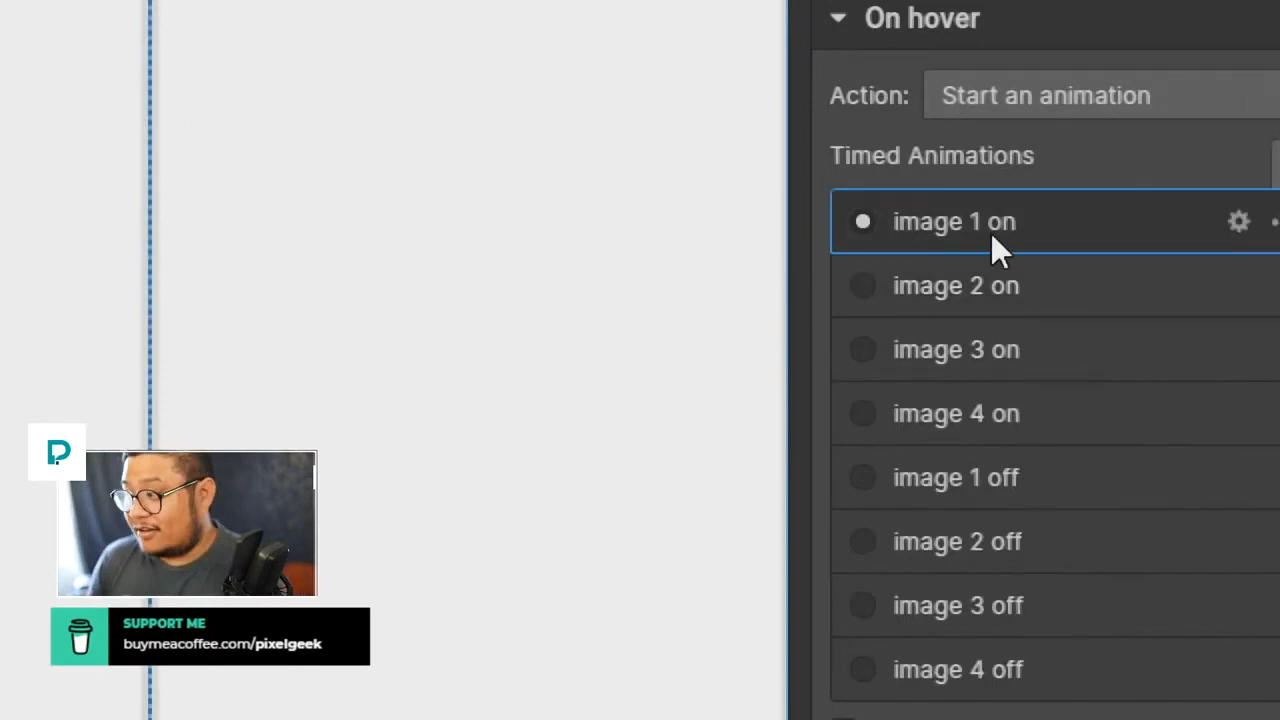 On hover
Action: Start an animation
Timed Animations
image 1 on
image 2 on
image 3 on
image 4 on
image 1 off
image 2 off
image 3 off
image 4 off
SUPPORT ME
buymeacoffee.com/pixelgeek